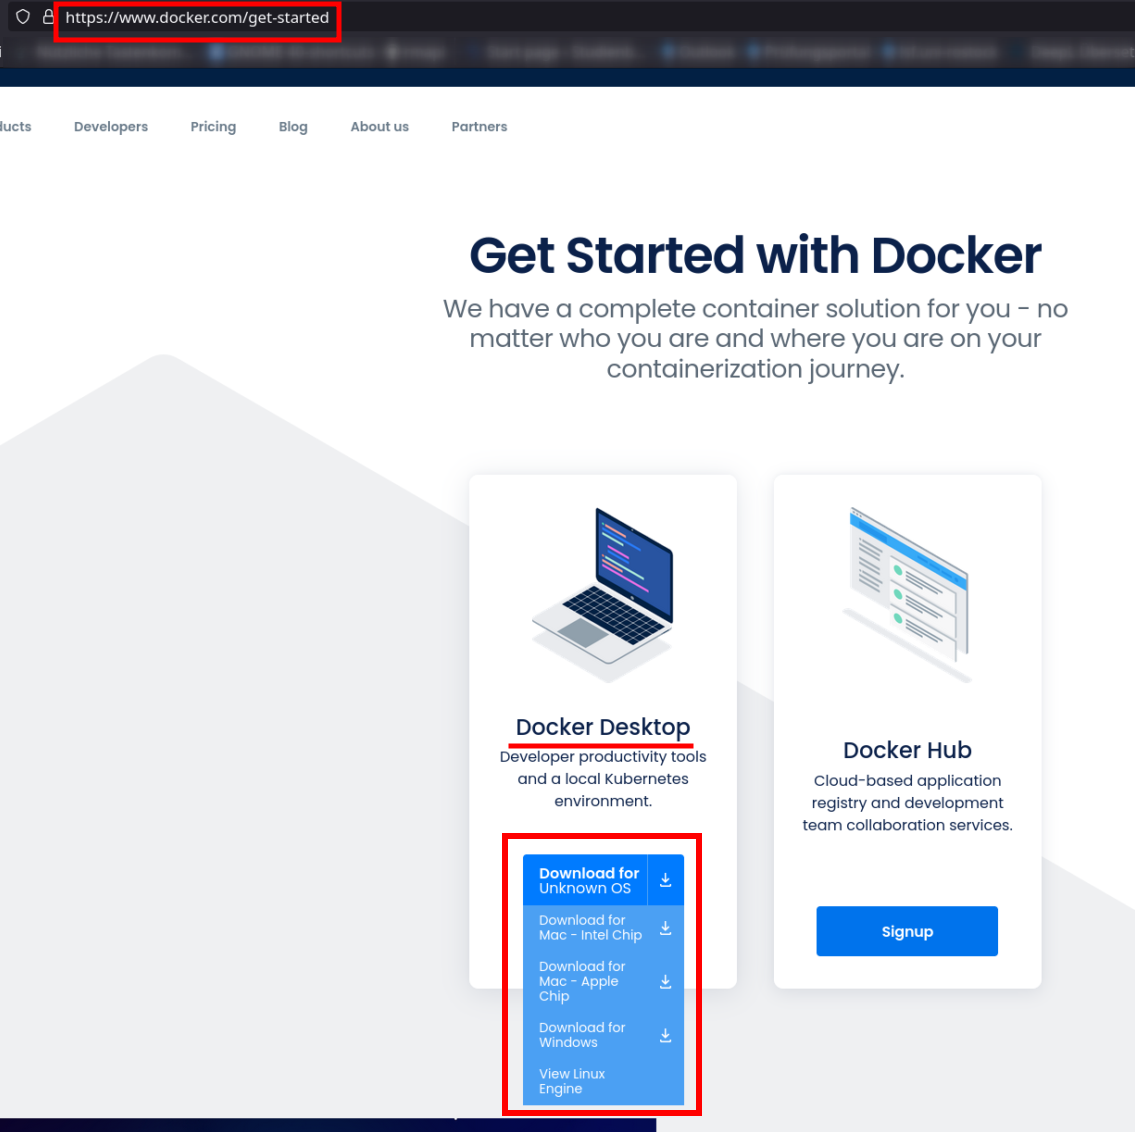 https://www.docker.com/get-started
ducts Developers Pricing Blog About us Partners
Get Started with Docker
We have a complete container solution for you - no
matter who you are and where you are on your
containerization journey.
Docker Desktop
Developer productivity tools
and a local Kubernetes
environment.
Download for
Unknown OS
Download for
Mac - Intel Chip
Download for
Mac - Apple
Chip
Download for
Windows
View Linux
Engine
Docker Hub
Cloud-based application
registry and development
team collaboration services.
Signup